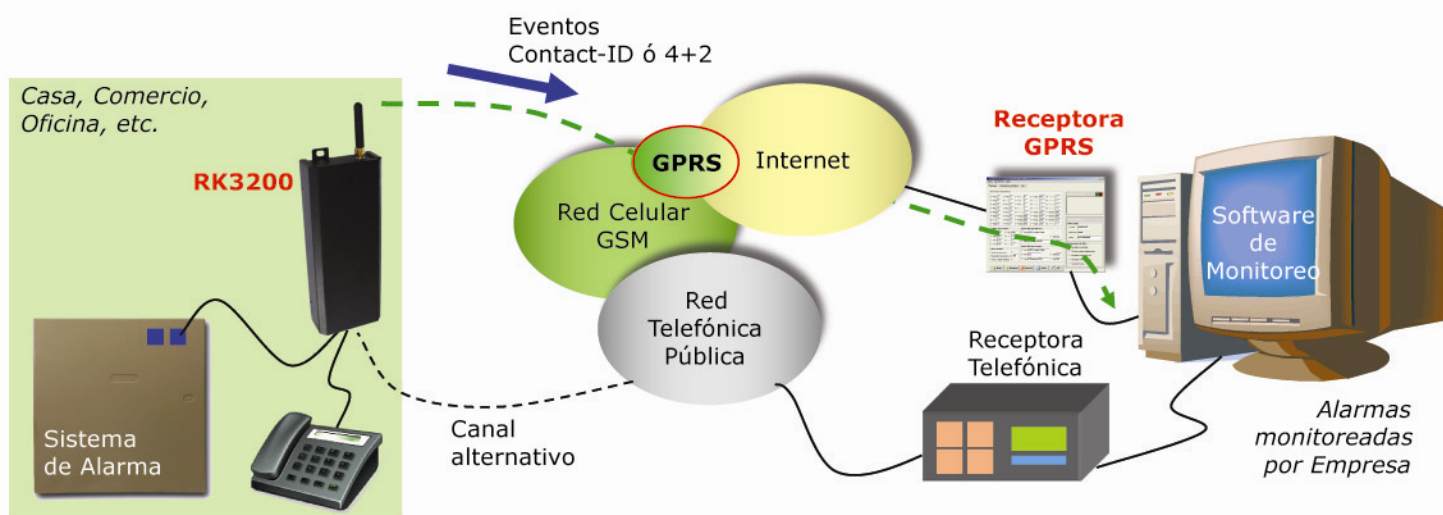 Eventos
Contact-ID ó 4+2
Casa, Comercio,
Oficina, etc.
RK3200
GPRS
Internet
Red Celular
GSM
Red
Telefónica
Pública
Receptora
GPRS
Software
de
Monitoreo
Sistema
de Alarma
Canal
alternativo
Receptora
Telefónica
Alarmas
monitoreadas
por Empresa